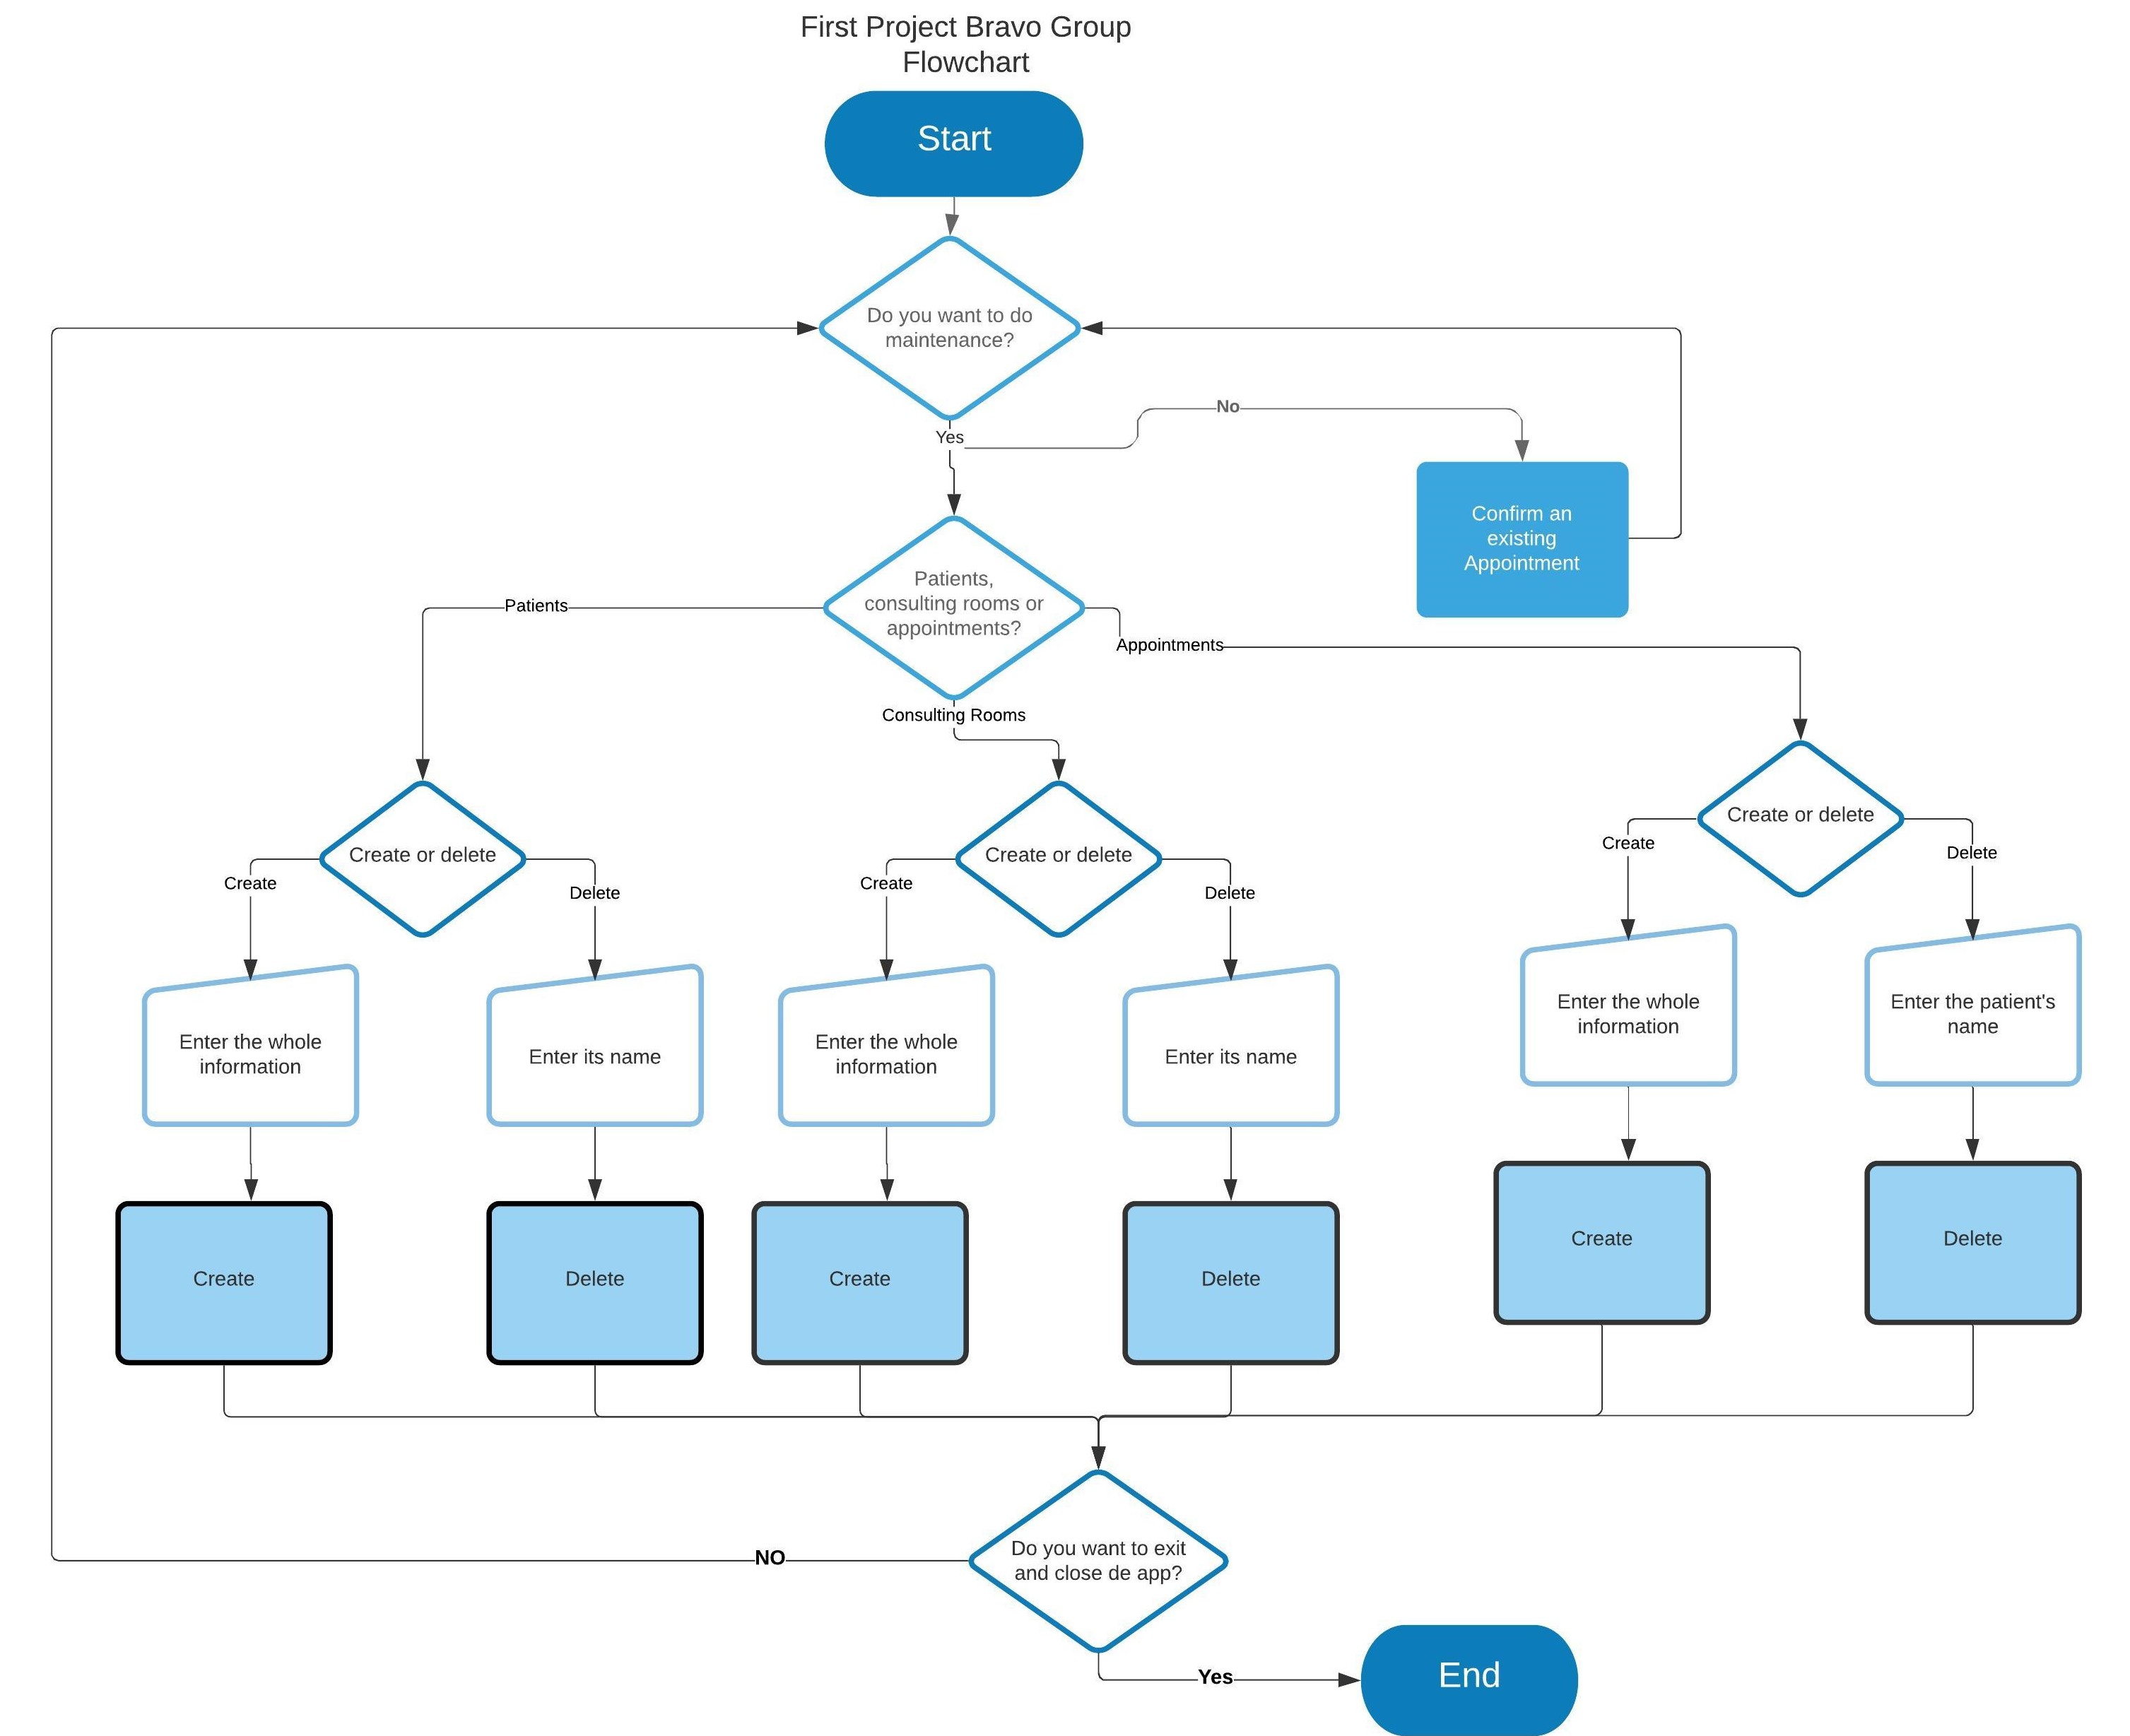 First Project Bravo Group
Flowchart
Start
Do you want to do
maintenance?
No
Yes
Confirm an
existing
Appointment
Patients,
consulting rooms or
appointments?
Patients
Appointments
Consulting Rooms
Create or delete
Create or delete
Create or delete
Create
Delete
Create
Delete
Create
Delete
Enter the whole
information
Enter its name
Enter the whole
information
Enter its name
Enter the whole
information
Enter the patient's
name
Create
Delete
Create
Delete
Create
Delete
Do you want to exit
and close de app?
NO
Yes
End